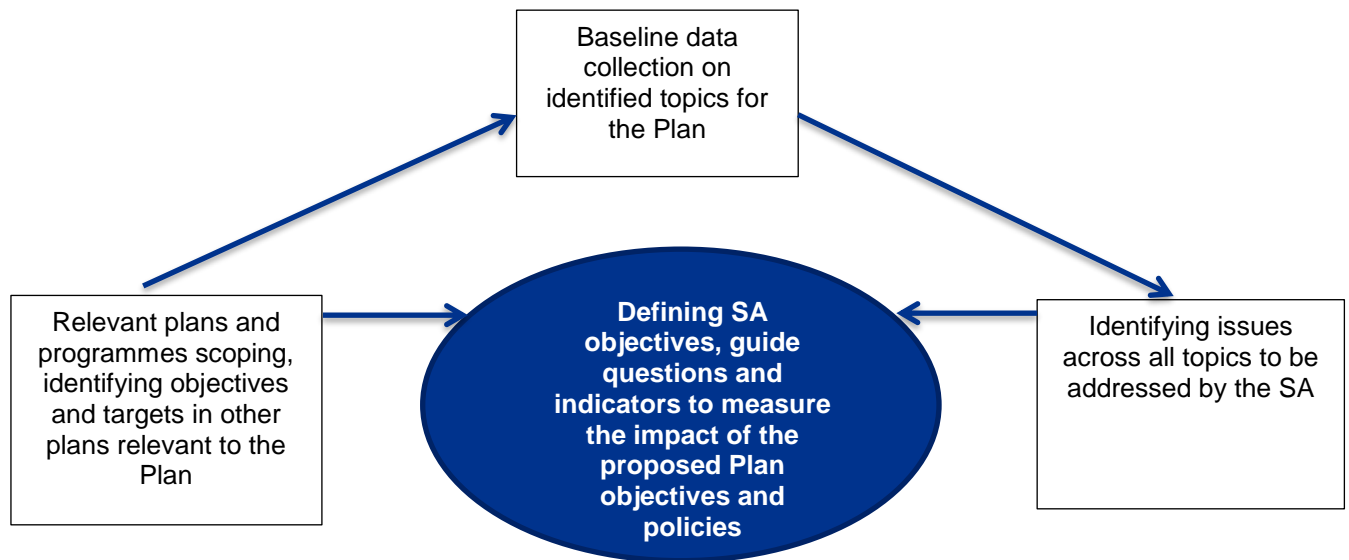 Baseline data
collection on
identified topics for
the Plan
Relevant plans and
programmes scoping,
identifying objectives
and targets in other
plans relevant to the
Plan
Defining SA
objectives, guide
questions and
indicators to measure
the impact of the
proposed Plan
objectives and
policies
Identifying issues
across all topics to be
addressed by the SA